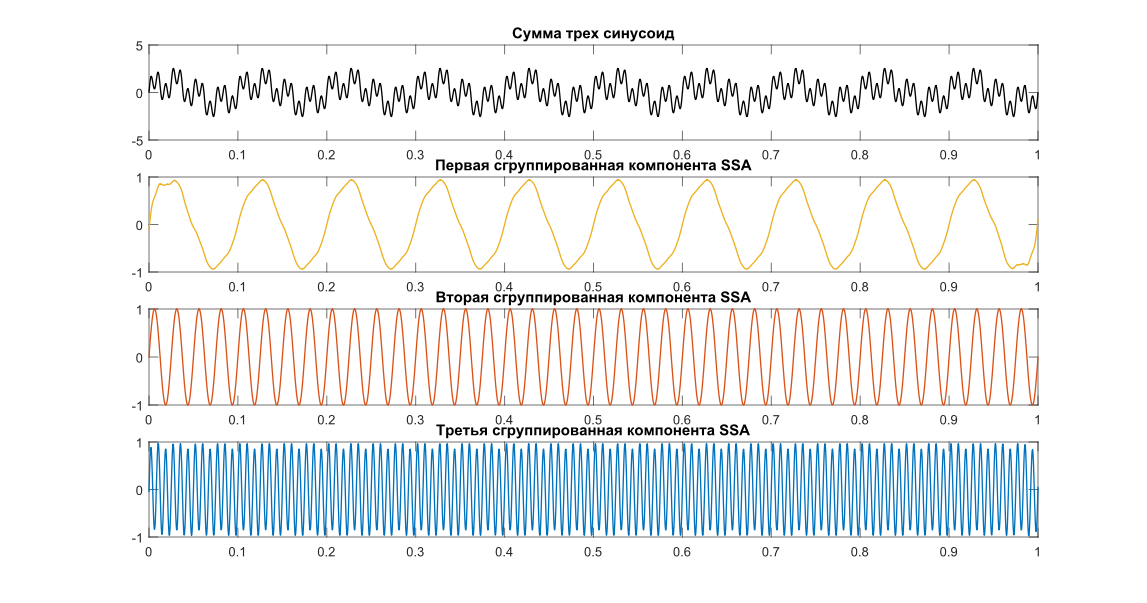 Сумма трех синусоид
5
0
-5
0 0.1 0.2 0.3 0.4 0.5 0.6 0.7 0.8 0.9 1
Первая сгруппированная компонента SSA
1
0
-1
0 0.1 0.2 0.3 0.4 0.5 0.6 0.7 0.8 0.9 1
Вторая сгруппированная компонента SSA
1
0
-1
0 0.1 0.2 0.3 0.4 0.5 0.6 0.7 0.8 0.9 1
Третья сгруппированная компонента SSA
1
0
-1
0 0.1 0.2 0.3 0.4 0.5 0.6 0.7 0.8 0.9 1